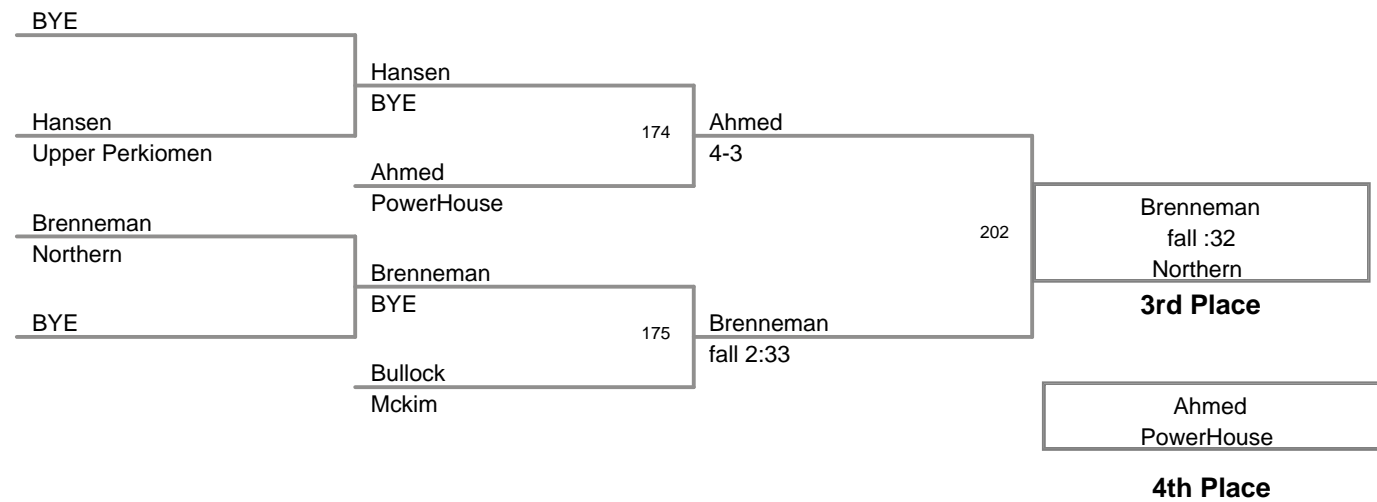 BYE
Hansen
BYE
Hansen
Upper Perkiomen
174
Ahmed
4-3
Ahmed
PowerHouse
Brenneman
Northern
202
Brenneman
fall :32
Northern
3rd Place
Brenneman
BYE
BYE
175
Brenneman
fall 2:33
Bullock
Mckim
Ahmed
PowerHouse
4th Place